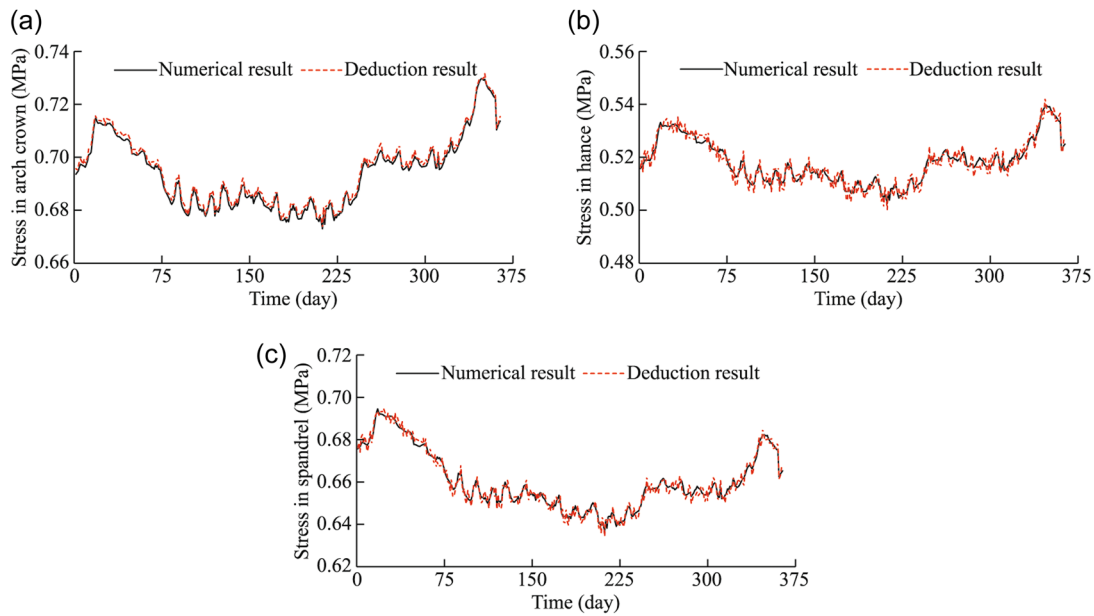 (a)
Stress in arch crown (MPa)
0.74
0.72
0.70
0.68
0.66
Numerical result
Deduction result
0
75
150
225
300
375
Time (day)
(b)
Stress in hance (MPa)
0.56
0.54
0.52
0.50
0.48
Numerical result
Deduction result
0
75
150
225
300
375
Time (day)
(c)
Stress in spandrel (MPa)
0.72
0.70
0.68
0.66
0.64
0.62
Numerical result
Deduction result
0
75
150
225
300
375
Time (day)